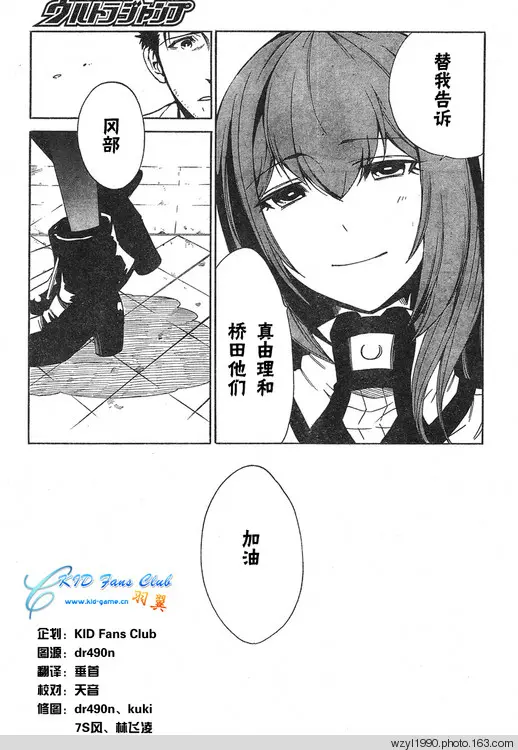 ウルトラジャンプ
替我告诉
真由理和
桥田他们
冈部
加油
KID Fans Club
www.kid-game.cn
羽翼
企划：KID Fans Club
图源：dr490n
翻译：垂首
校对：天音
修图：dr490n、kuki
7S风、林飞凌
wzyl1990.photo.163.com